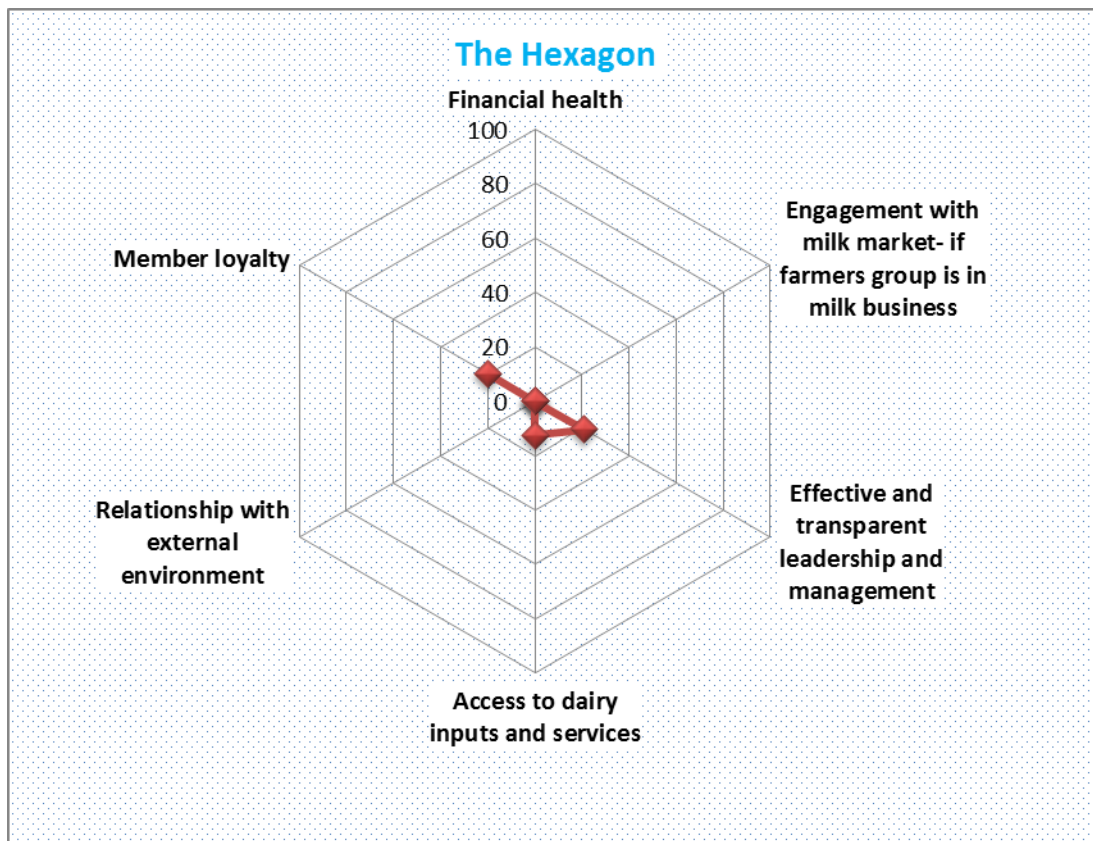 The Hexagon
Financial health
100
80
60
40
20
0
Engagement with
milk market- if
farmers group is in
milk business
Member loyalty
Effective and
transparent
leadership and
management
Relationship with
external
environment
Access to dairy
inputs and services